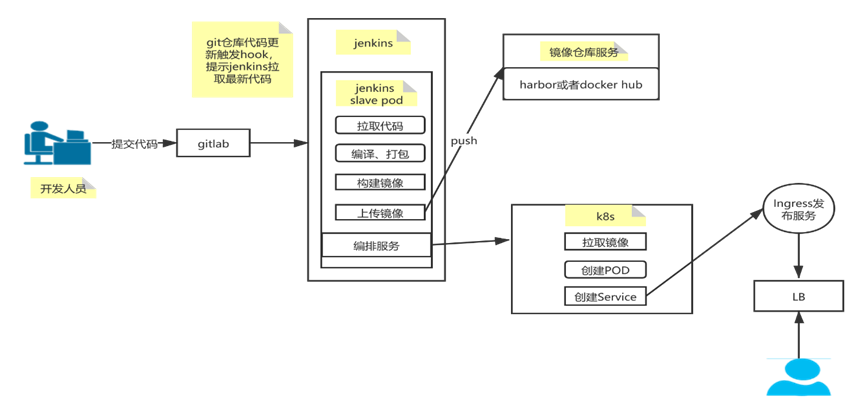 git仓库代码更
新触发hook，
提示jenkins拉
取最新代码
jenkins
jenkins
slave pod
拉取代码
编译、打包
构建镜像
上传镜像
编排服务
镜像仓库服务
harbor或者docker hub
push
提交代码
gitlab
开发人员
k8s
拉取镜像
创建POD
创建Service
Ingress发
布服务
LB